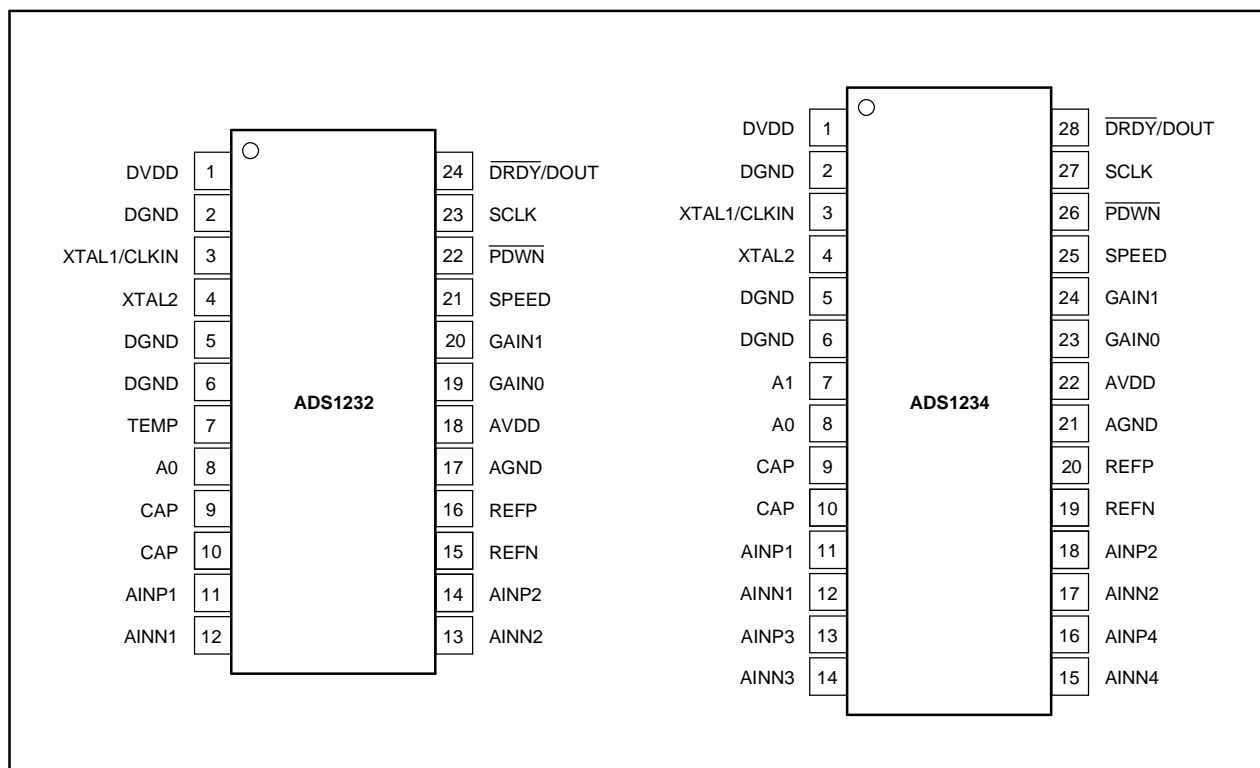 DVDD 1
DGND 2
XTAL1/CLKIN 3
XTAL2 4
DGND 5
DGND 6
TEMP 7
A0 8
CAP 9
CAP 10
AINP1 11
AINN1 12
ADS1232
24 DRDY/DOUT
23 SCLK
22 PDWN
21 SPEED
20 GAIN1
19 GAIN0
18 AVDD
17 AGND
16 REFP
15 REFN
14 AINP2
13 AINN2
DVDD 1
DGND 2
XTAL1/CLKIN 3
XTAL2 4
DGND 5
DGND 6
A1 7
A0 8
CAP 9
CAP 10
AINP1 11
AINN1 12
AINP3 13
AINN3 14
ADS1234
28 DRDY/DOUT
27 SCLK
26 PDWN
25 SPEED
24 GAIN1
23 GAIN0
22 AVDD
21 AGND
20 REFP
19 REFN
18 AINP2
17 AINN2
16 AINP4
15 AINN4